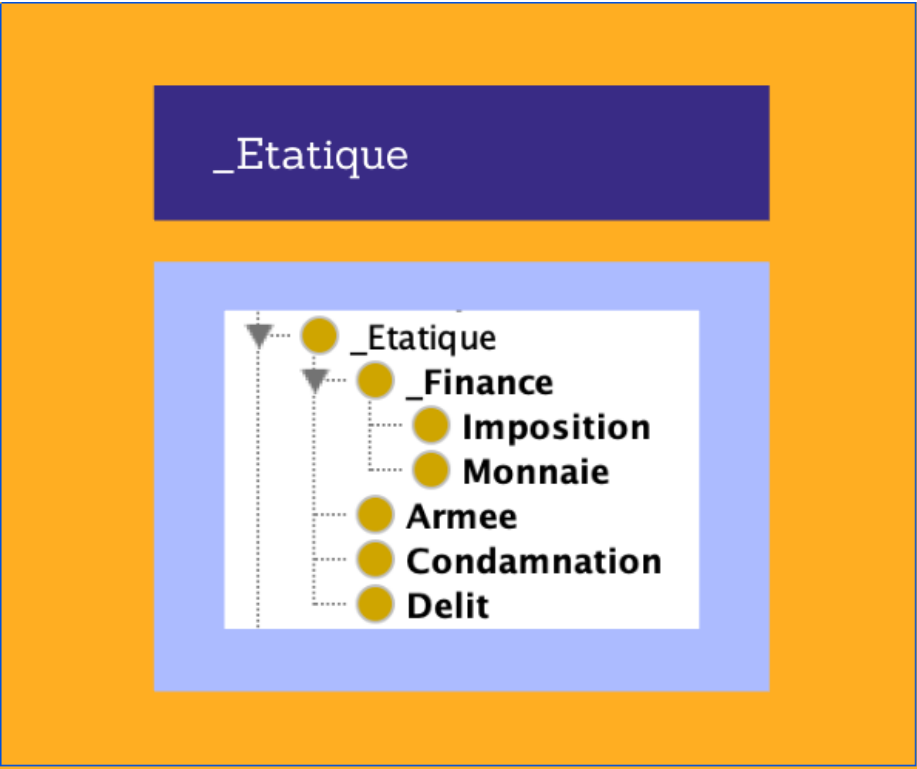 _Etatique
_Etatique
_Finance
Imposition
Monnaie
Armee
Condamnation
Delit